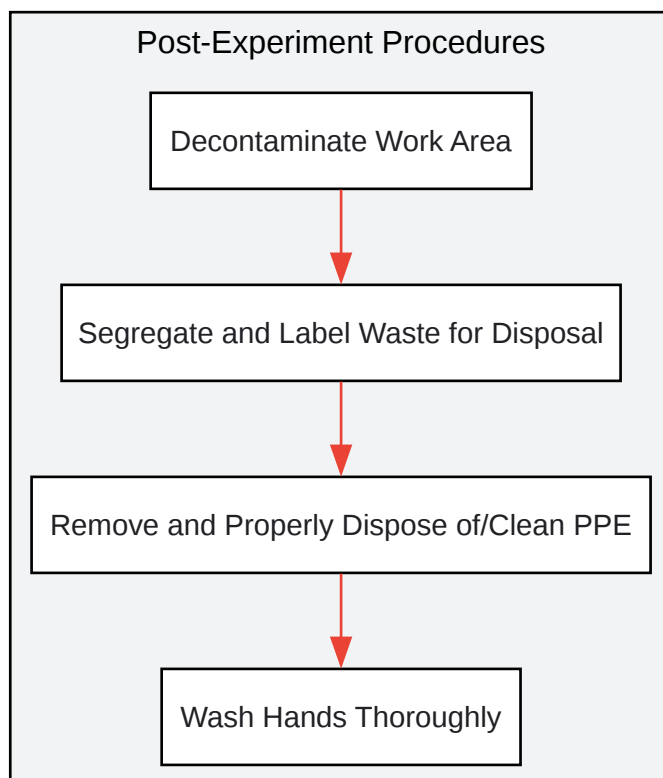 Post-Experiment Procedures
Decontaminate Work Area
Segregate and Label Waste for Disposal
Remove and Properly Dispose of/Clean PPE
Wash Hands Thoroughly